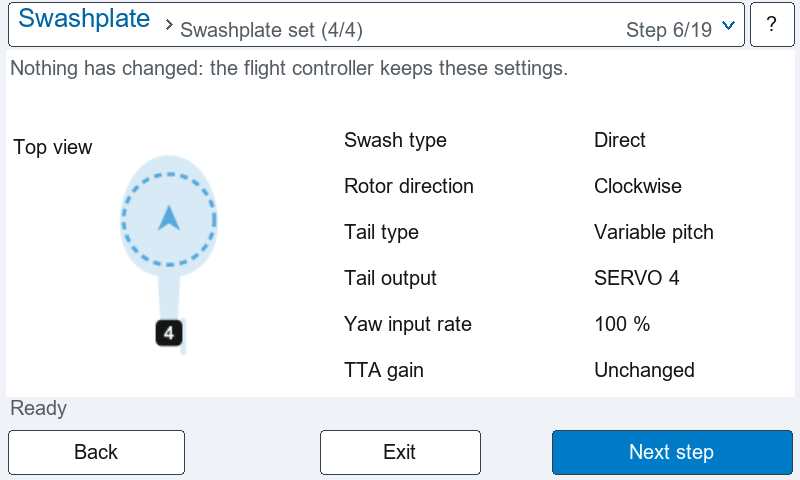 Swashplate › Swashplate set (4/4) Step 6/19 ?
Nothing has changed: the flight controller keeps these settings.
Top view
4
Swash type Direct
Rotor direction Clockwise
Tail type Variable pitch
Tail output SERVO 4
Yaw input rate 100 %
TTA gain Unchanged
Ready
Back Exit Next step